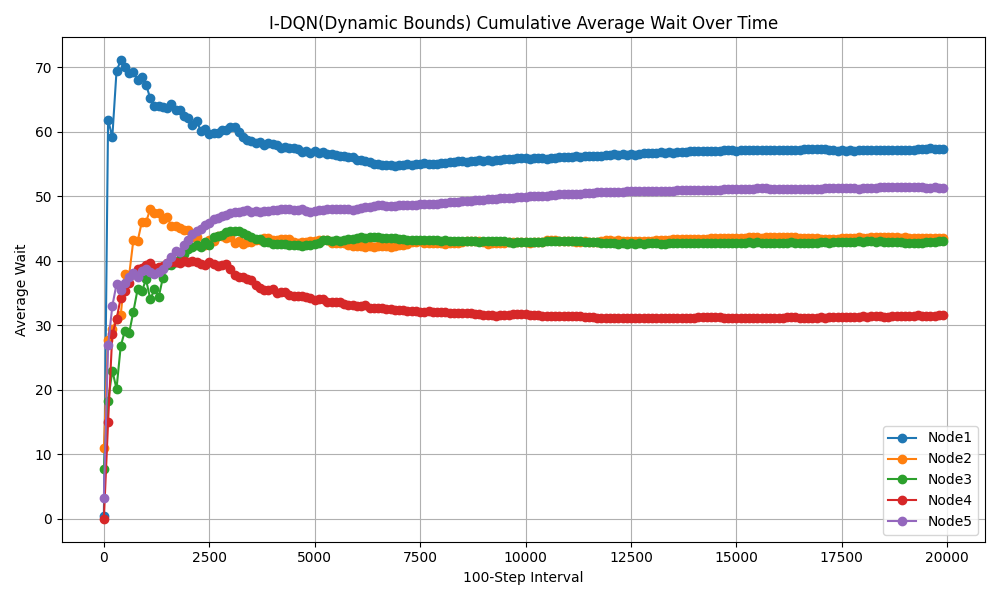 I-DQN(Dynamic Bounds) Cumulative Average Wait Over Time
Average Wait
70
60
50
40
30
20
10
0
0 2500 5000 7500 10000 12500 15000 17500 20000
100-Step Interval
Node1
Node2
Node3
Node4
Node5